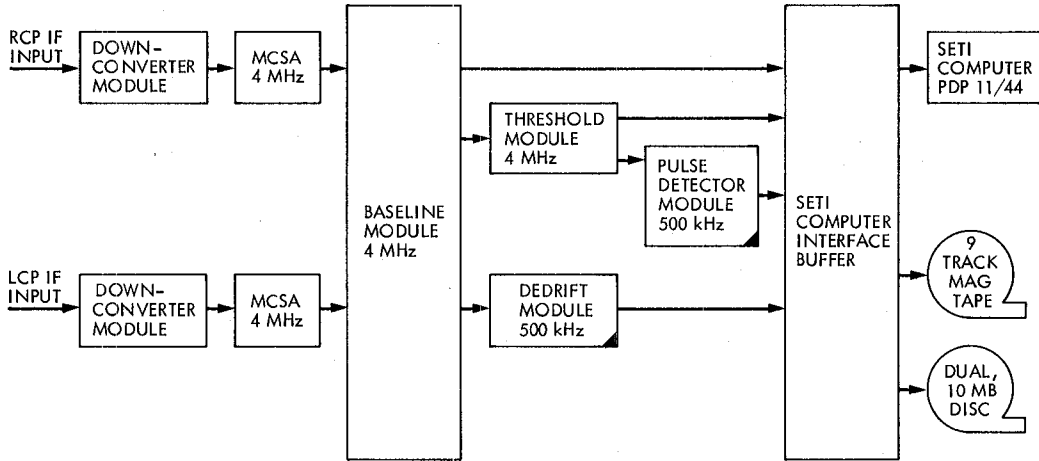 RCP IF
INPUT
DOWN-
CONVERTER
MODULE
MCSA
4 MHz
LCP IF
INPUT
DOWN-
CONVERTER
MODULE
MCSA
4 MHz
BASELINE
MODULE
4 MHz
THRESHOLD
MODULE
4 MHz
PULSE
DETECTOR
MODULE
500 kHz
DEDRIFT
MODULE
500 kHz
SETI
COMPUTER
INTERFACE
BUFFER
SETI
COMPUTER
PDP 11/44
9
TRACK
MAG
TAPE
DUAL,
10 MB
DISC